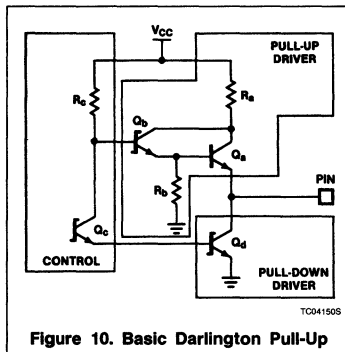 VCC
PULL-UP
DRIVER
Rc
Ra
Qb
Qa
Rb
PIN
Qc
Qd
CONTROL
PULL-DOWN
DRIVER
TC04150S
Figure 10. Basic Darlington Pull-Up